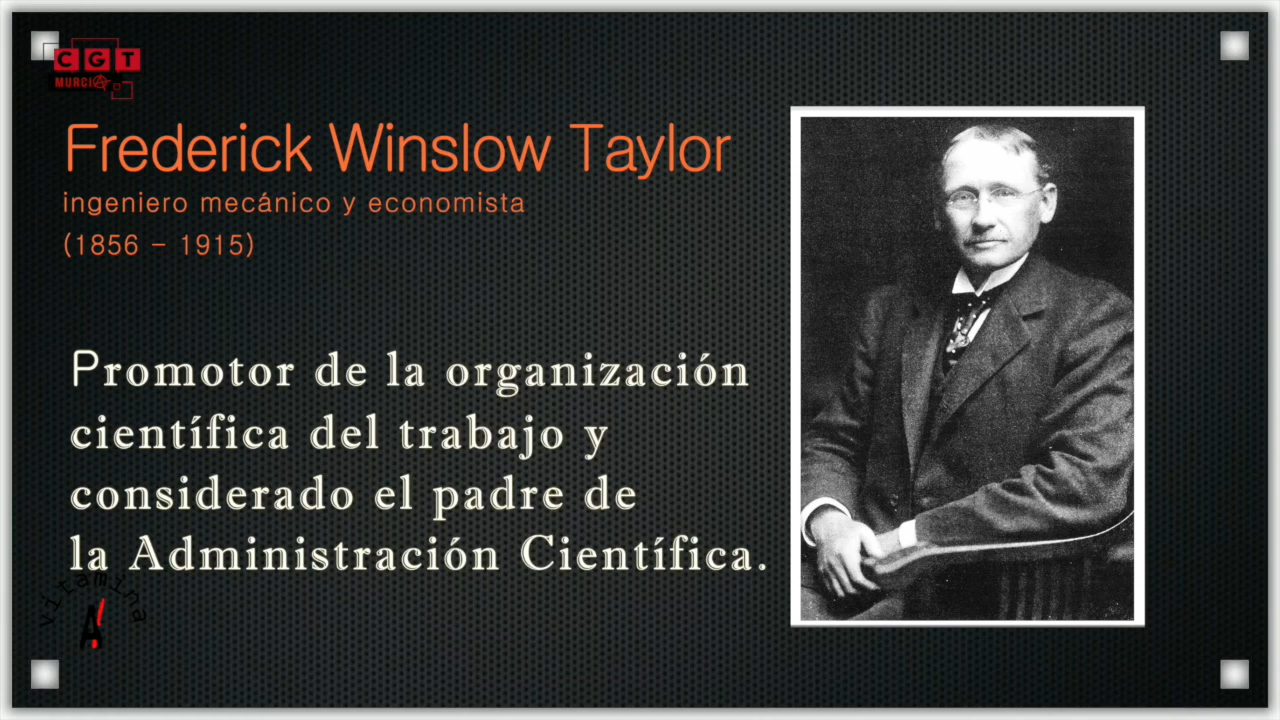 CGT
MURCIA
Frederick Winslow Taylor
ingeniero mecánico y economista
(1856 - 1915)
Promotor de la organización
científica del trabajo y
considerado el padre de
la Administración Científica.
vitamina
A!